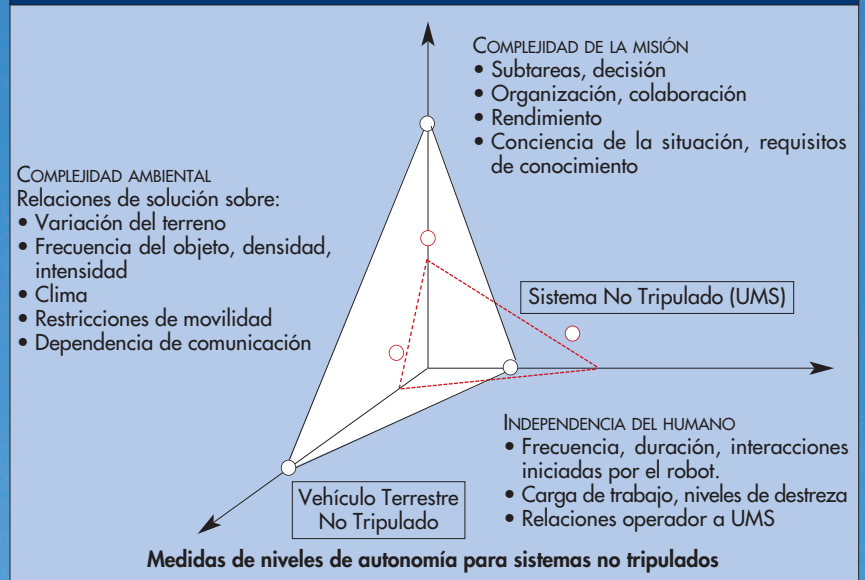 COMPLEJIDAD DE LA MISIÓN
• Subtareas, decisión
• Organización, colaboración
• Rendimiento
• Conciencia de la situación, requisitos
de conocimiento
COMPLEJIDAD AMBIENTAL
Relaciones de solución sobre:
• Variación del terreno
• Frecuencia del objeto, densidad,
intensidad
• Clima
• Restricciones de movilidad
• Dependencia de comunicación
Sistema No Tripulado (UMS)
INDEPENDENCIA DEL HUMANO
• Frecuencia, duración, interacciones
iniciadas por el robot.
• Carga de trabajo, niveles de destreza
• Relaciones operador a UMS
Vehículo Terrestre
No Tripulado
Medidas de niveles de autonomía para sistemas no tripulados